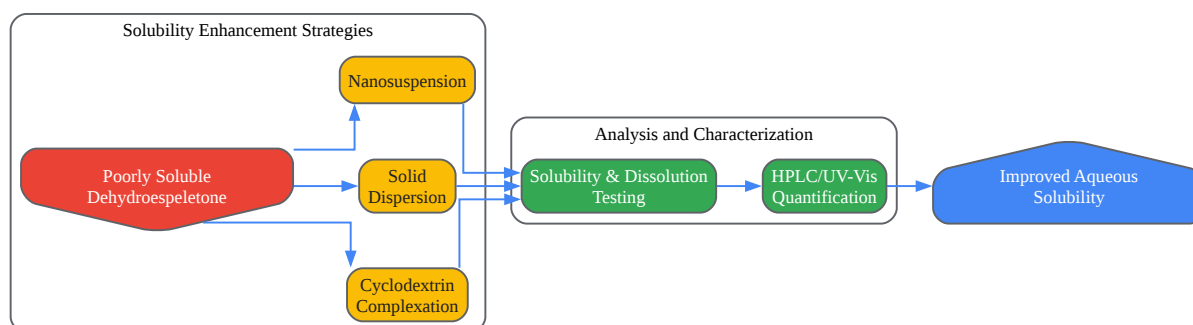 Solubility Enhancement Strategies
Nanosuspension
Poorly Soluble
Dehydroespeletone
Solid
Dispersion
Cyclodextrin
Complexation
Analysis and Characterization
Solubility & Dissolution
Testing
HPLC/UV-Vis
Quantification
Improved Aqueous
Solubility